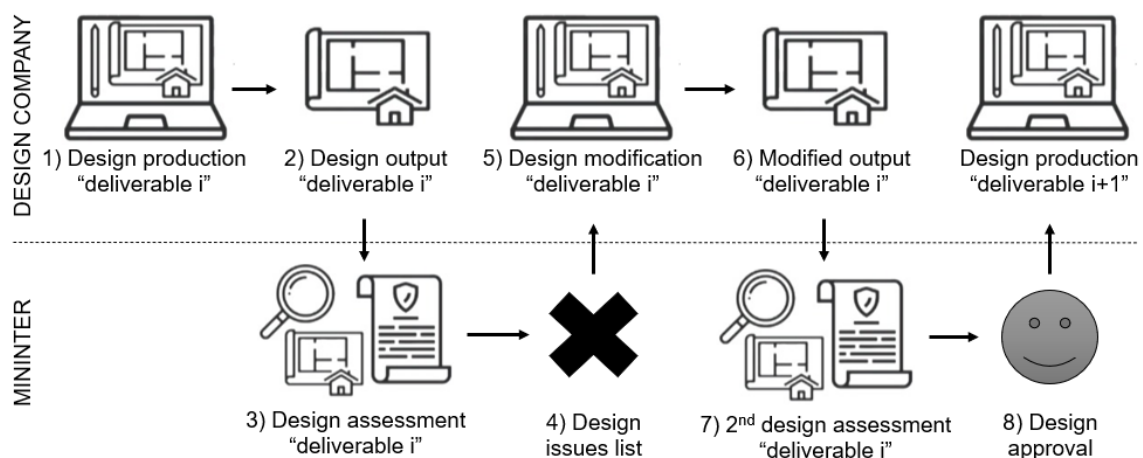 DESIGN COMPANY
1) Design production
“deliverable i”
2) Design output
“deliverable i”
5) Design modification
“deliverable i”
6) Modified output
“deliverable i”
Design production
“deliverable i+1”
MININTER
3) Design assessment
“deliverable i”
4) Design
issues list
7) 2nd design assessment
“deliverable i”
8) Design
approval